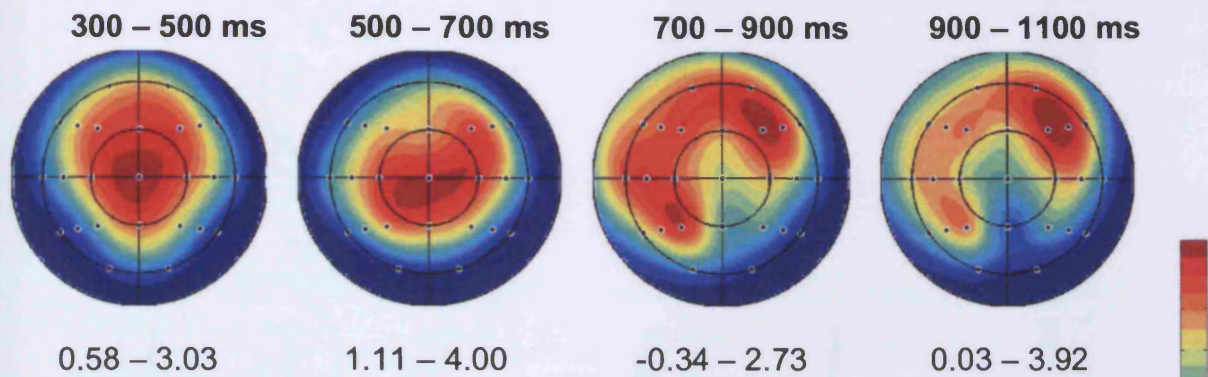 300 – 500 ms 500 – 700 ms 700 – 900 ms 900 – 1100 ms
0.58 – 3.03 1.11 – 4.00 -0.34 – 2.73 0.03 – 3.92